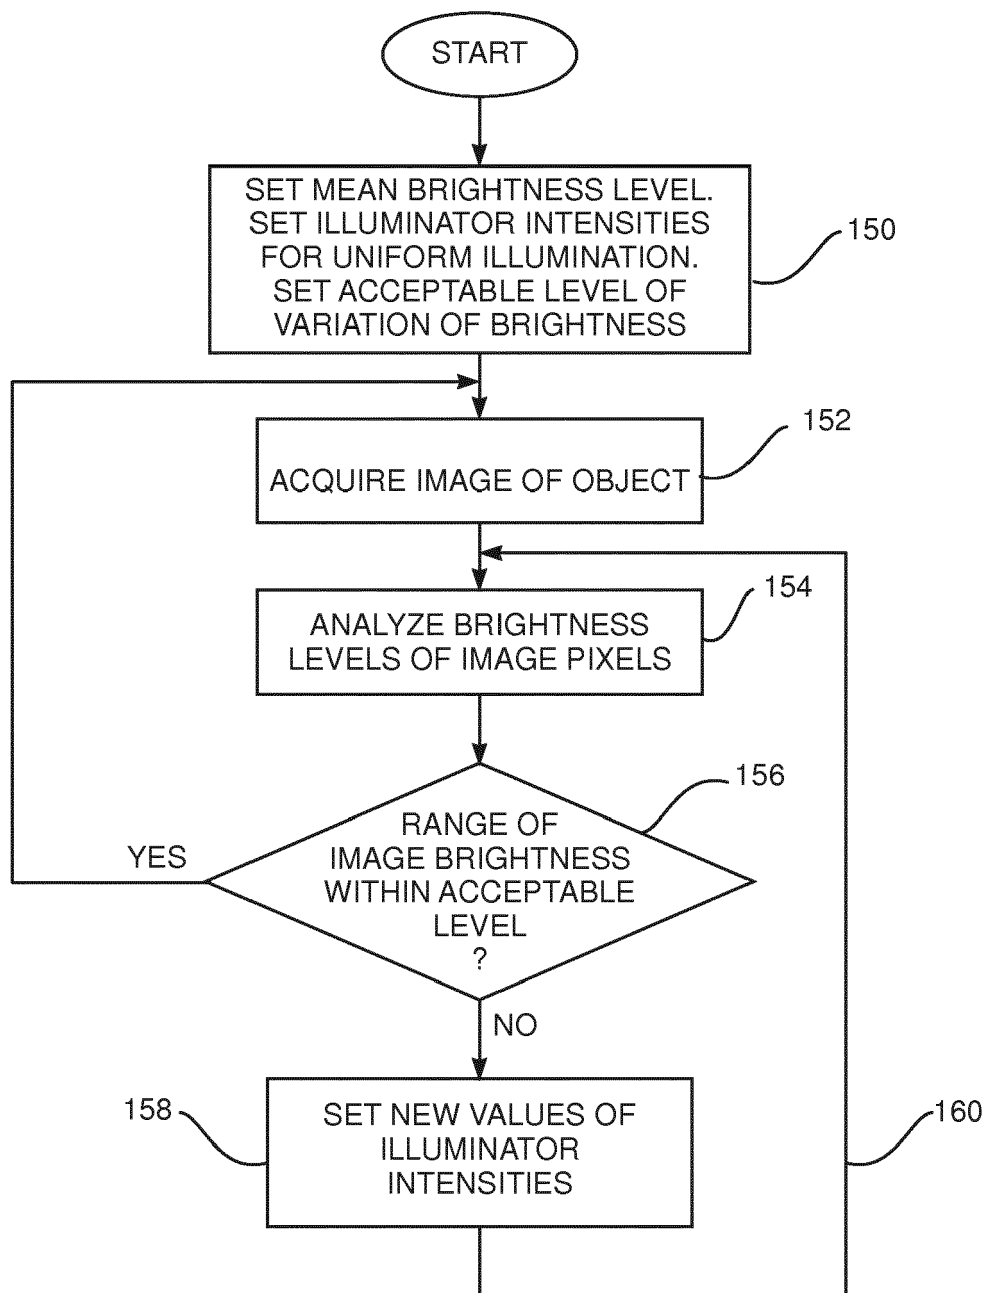 START
SET MEAN BRIGHTNESS LEVEL.
SET ILLUMINATOR INTENSITIES
FOR UNIFORM ILLUMINATION.
SET ACCEPTABLE LEVEL OF
VARIATION OF BRIGHTNESS
150
152
ACQUIRE IMAGE OF OBJECT
154
ANALYZE BRIGHTNESS
LEVELS OF IMAGE PIXELS
156
RANGE OF
IMAGE BRIGHTNESS
WITHIN ACCEPTABLE
LEVEL
?
YES
NO
158
SET NEW VALUES OF
ILLUMINATOR
INTENSITIES
160